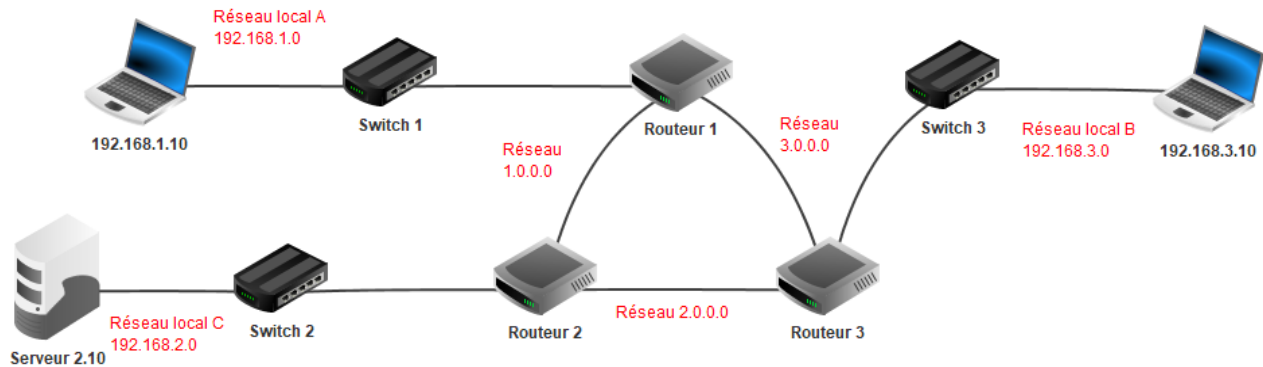 Réseau local A
192.168.1.0
192.168.1.10
Switch 1
Routeur 1
Réseau
3.0.0.0
Switch 3
Réseau local B
192.168.3.0
192.168.3.10
Réseau
1.0.0.0
Serveur 2.10
Réseau local C
192.168.2.0
Switch 2
Routeur 2
Réseau 2.0.0.0
Routeur 3